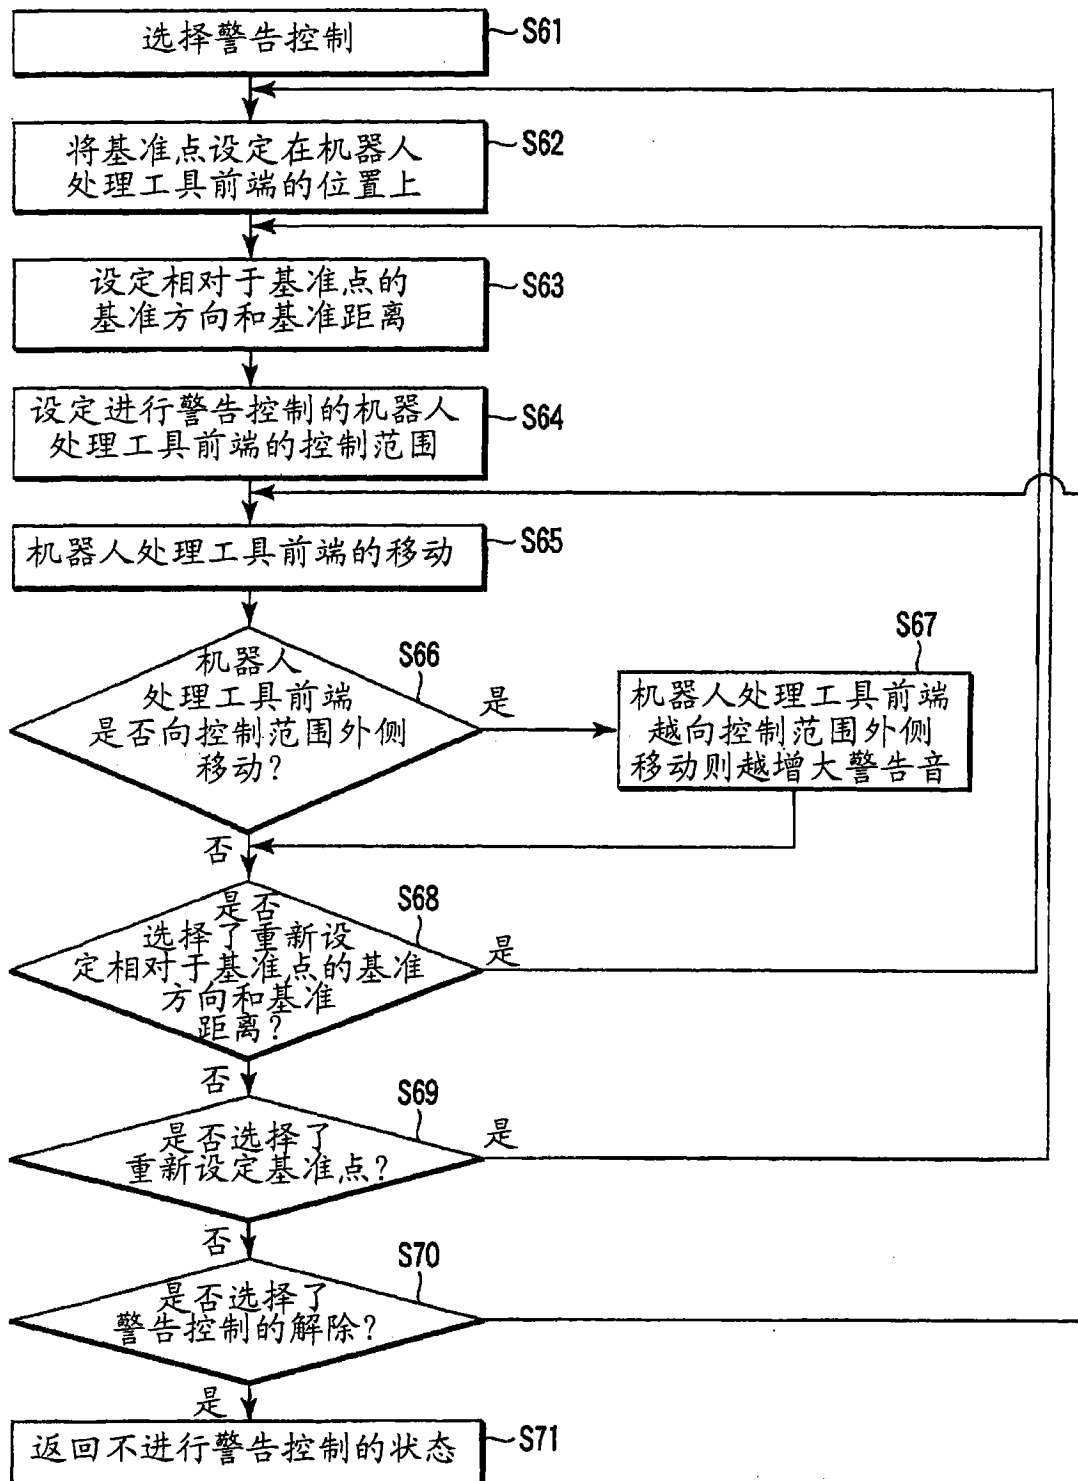 选择警告控制
S61
将基准点设定在机器人
处理工具前端的位置上
S62
设定相对于基准点的
基准方向和基准距离
S63
设定进行警告控制的机器人
处理工具前端的控制范围
S64
机器人处理工具前端的移动
S65
机器人
处理工具前端
是否向控制范围外侧
移动?
S66
是
S67
机器人处理工具前端
越向控制范围外侧
移动则越增大警告音
否
是否
选择了重新设
定相对于基准点的基准
方向和基准
距离?
S68
是
否
是否选择了
重新设定基准点?
S69
是
否
是否选择了
警告控制的解除?
S70
是
返回不进行警告控制的状态
S71